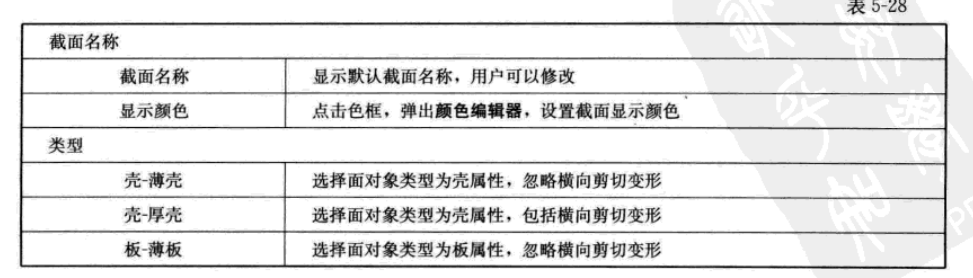 表 5-28
截面名称
截面名称 显示默认截面名称，用户可以修改
显示颜色 点击色框，弹出颜色编辑器，设置截面显示颜色
类型
壳-薄壳 选择面对象类型为壳属性，忽略横向剪切变形
壳-厚壳 选择面对象类型为壳属性，包括横向剪切变形
板-薄板 选择面对象类型为板属性，忽略横向剪切变形